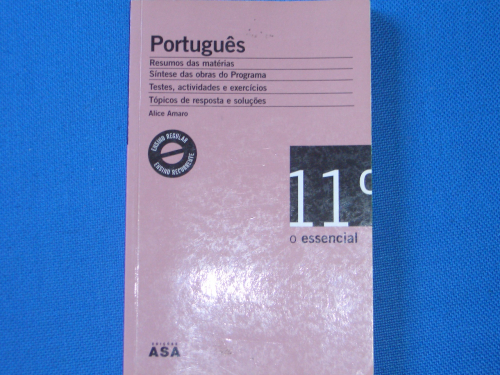 Português
Resumos das matérias
Síntese das obras do Programa
Testes, actividades e exercícios
Tópicos de resposta e soluções
Alice Amaro
ENSINO REGULAR
e
ENSINO RECORRENTE
11º
o essencial
EDIÇÕES
ASA